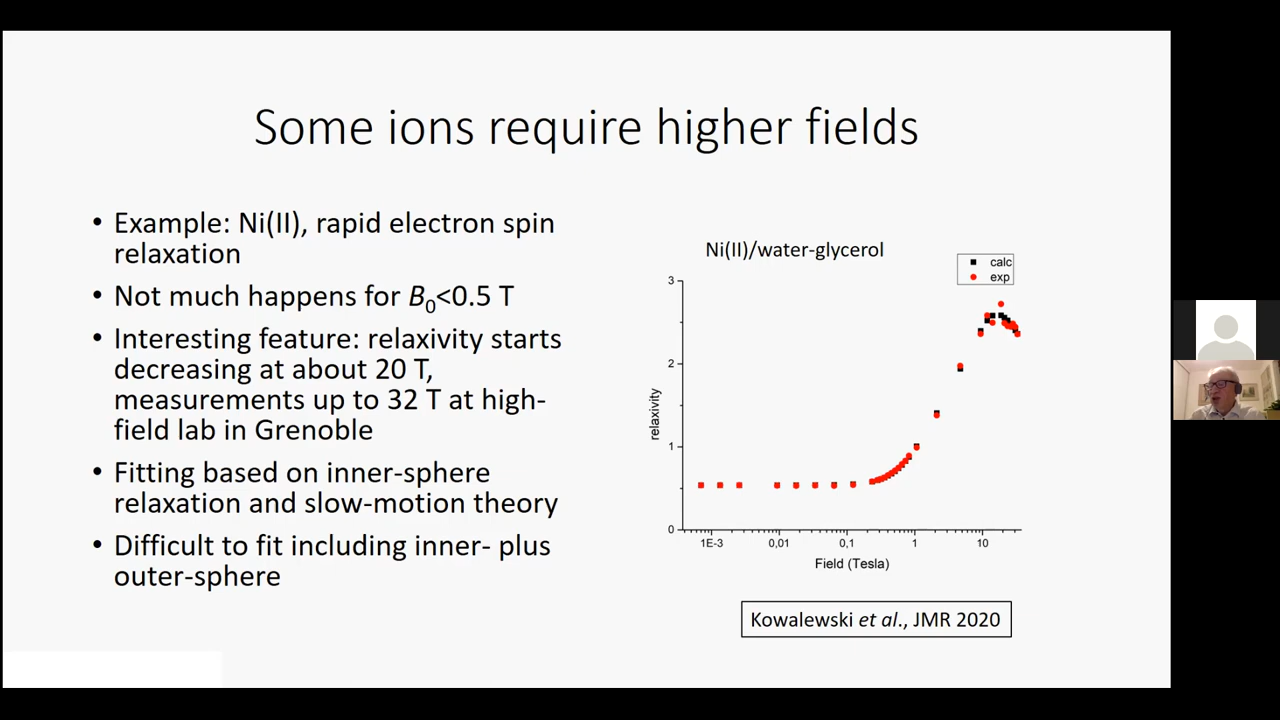 Some ions require higher fields
• Example: Ni(II), rapid electron spin
relaxation
• Not much happens for B0<0.5 T
• Interesting feature: relaxivity starts
decreasing at about 20 T,
measurements up to 32 T at high-
field lab in Grenoble
• Fitting based on inner-sphere
relaxation and slow-motion theory
• Difficult to fit including inner- plus
outer-sphere
Ni(II)/water-glycerol
calc
exp
3
2
1
0
relaxivity
1E-3 0,01 0,1 1 10
Field (Tesla)
Kowalewski et al., JMR 2020